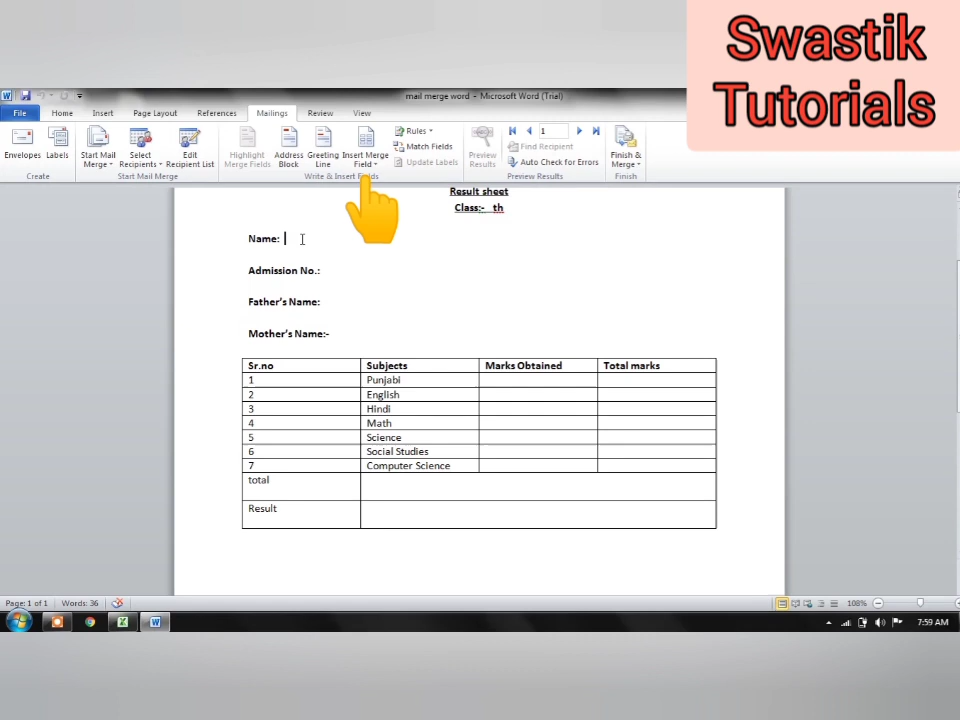 Swastik
Tutorials
mail merge word - Microsoft Word (Trial)
File Home Insert Page Layout References Mailings Review View
Envelopes Labels
Create
Start Mail Merge Select Recipients Edit Recipient List
Start Mail Merge
Highlight Merge Fields Address Block Greeting Line Insert Merge Field
Rules
Match Fields
Update Labels
Write & Insert Fields
Preview Results
1
Find Recipient
Auto Check for Errors
Preview Results
Finish & Merge
Finish
Result sheet
Class:- th
Name:
Admission No.:
Father's Name:
Mother's Name:-
Sr.no Subjects Marks Obtained Total marks
1 Punjabi
2 English
3 Hindi
4 Math
5 Science
6 Social Studies
7 Computer Science
total
Result
Page: 1 of 1 Words: 36 108%
7:59 AM